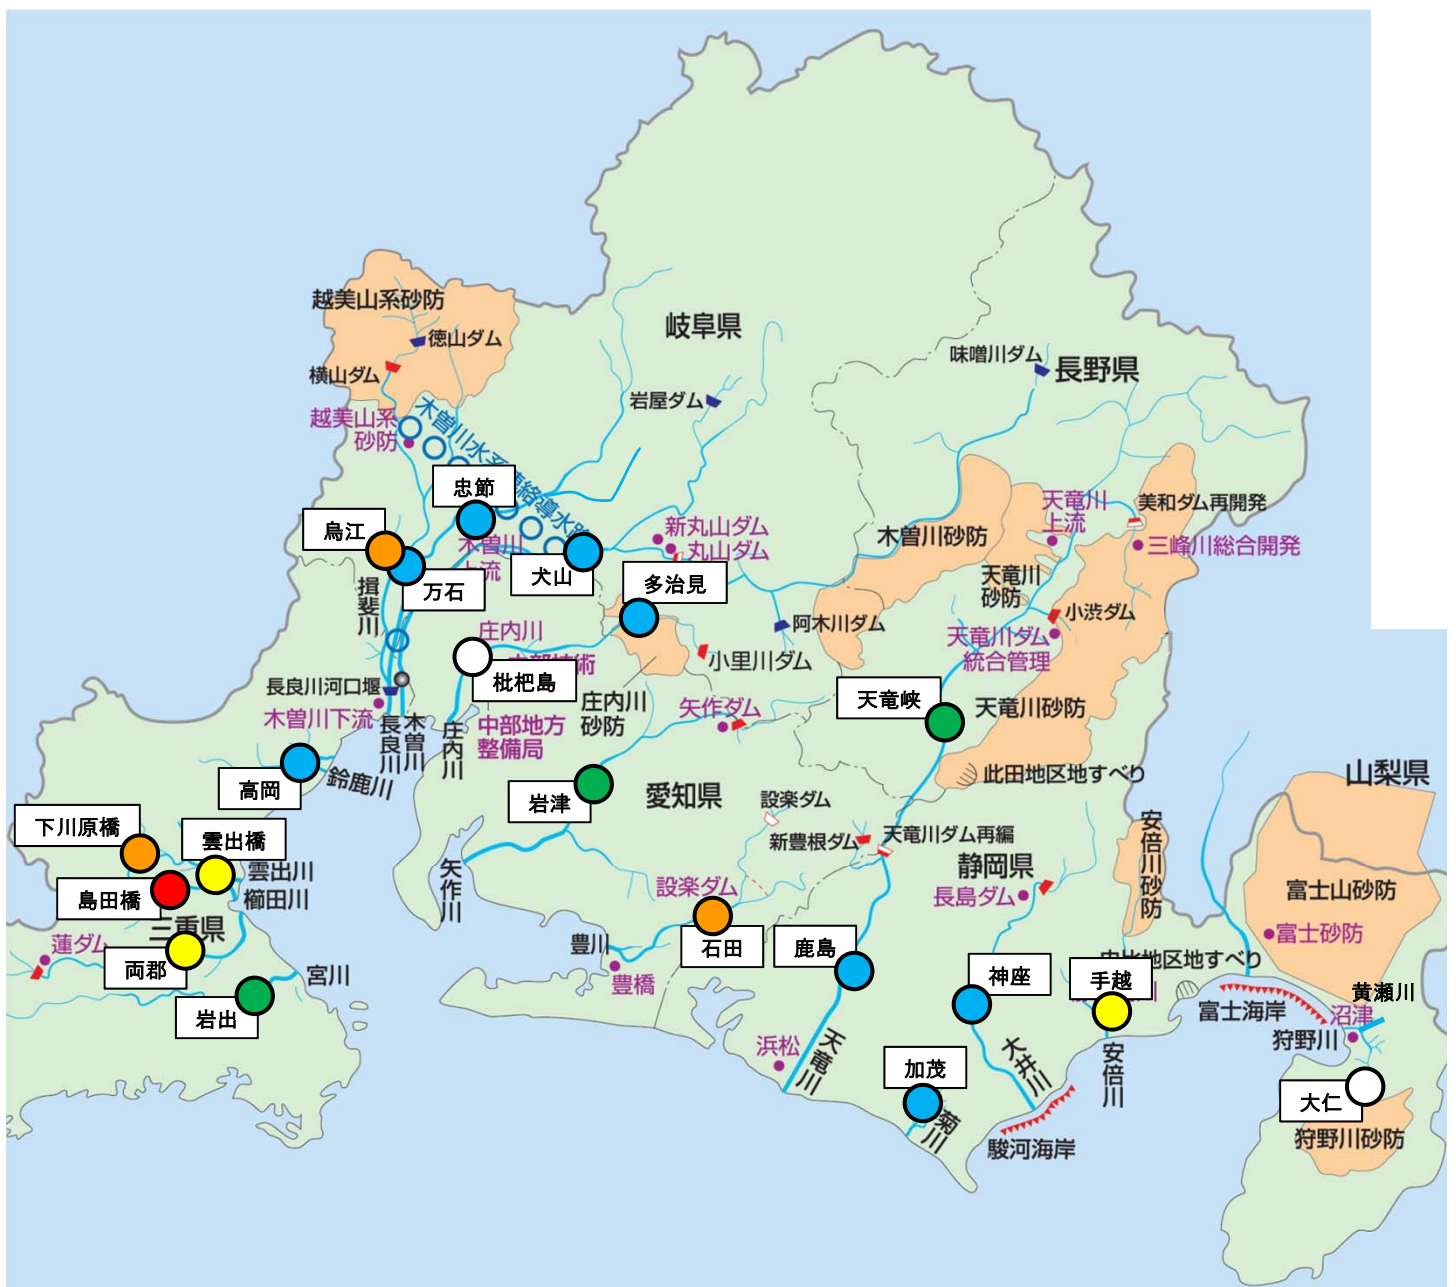 越美山系砂防
徳山ダム
横山ダム
岐阜県
味噌川ダム
長野県
岩屋ダム
越美山系
砂防
木曽川水系連絡導水路
忠節
烏江
万石
木曽川
上流
犬山
新丸山ダム
丸山ダム
多治見
木曽川砂防
天竜川
上流
美和ダム再開発
三峰川総合開発
天竜川
砂防
小渋ダム
天竜川ダム
統合管理
阿木川ダム
小里川ダム
揖斐川
庄内川
枇杷島
庄内川
砂防
矢作ダム
天竜峡
天竜川砂防
長良川河口堰
木曽川下流
長良川
木曽川
庄内川
中部地方
整備局
高岡
鈴鹿川
岩津
愛知県
設楽ダム
此田地区地すべり
山梨県
下川原橋
雲出橋
雲出川
櫛田川
島田橋
三重県
矢作川
新豊根ダム
天竜川ダム再編
静岡県
長島ダム
安倍川砂防
富士山砂防
富士砂防
設楽ダム
石田
豊川
豊橋
蓮ダム
両郡
岩出
宮川
鹿島
神座
手越
由比地区地すべり
富士海岸
黄瀬川
沼津
狩野川
浜松
天竜川
加茂
菊川
大井川
安倍川
駿河海岸
大仁
狩野川砂防